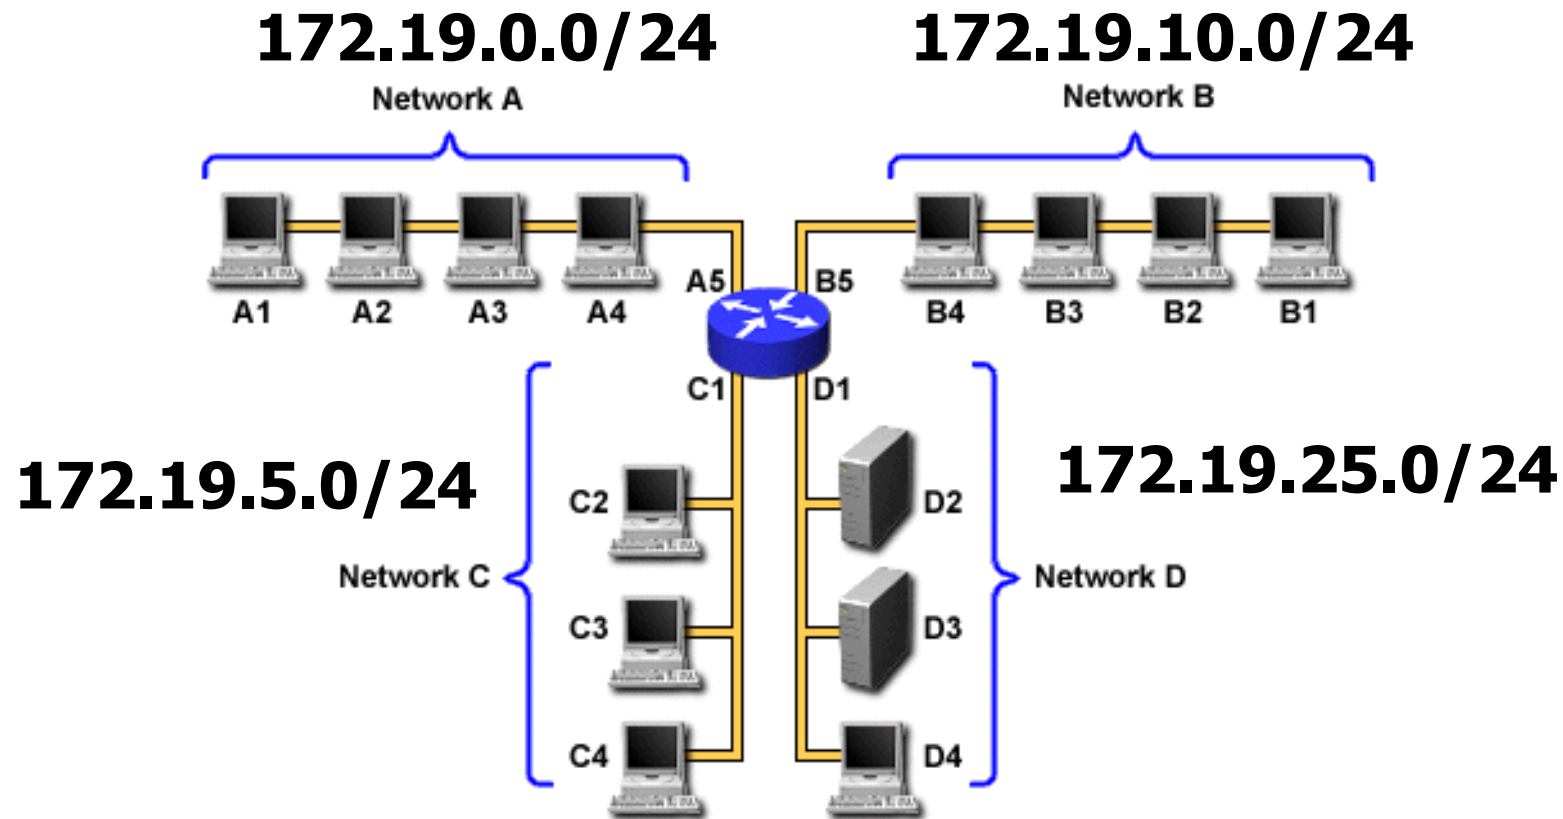 172.19.0.0/24
172.19.10.0/24
Network A
Network B
A1
A2
A3
A4
A5
B5
B4
B3
B2
B1
C1
D1
172.19.5.0/24
172.19.25.0/24
C2
D2
Network C
Network D
C3
D3
C4
D4